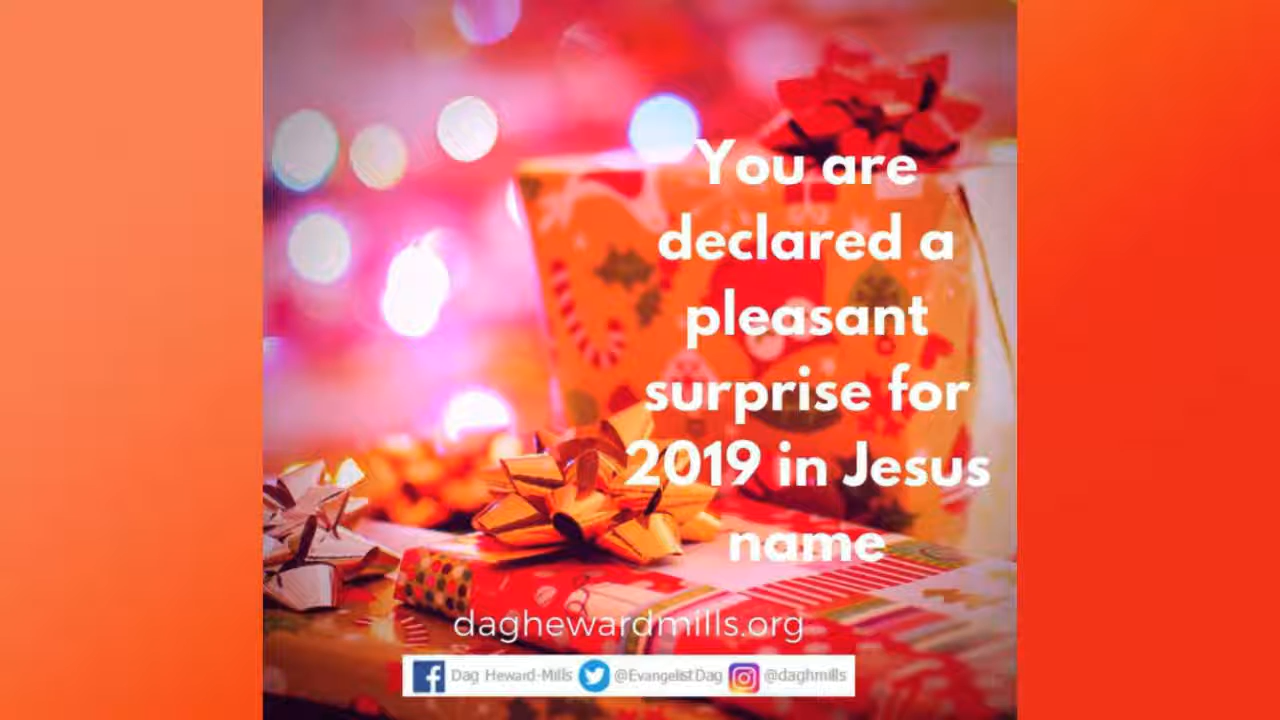 You are
declared a
pleasant
surprise for
2019 in Jesus
name
daghewardmills.org
Dag Heward-Mills @EvangelistDag @daghmills